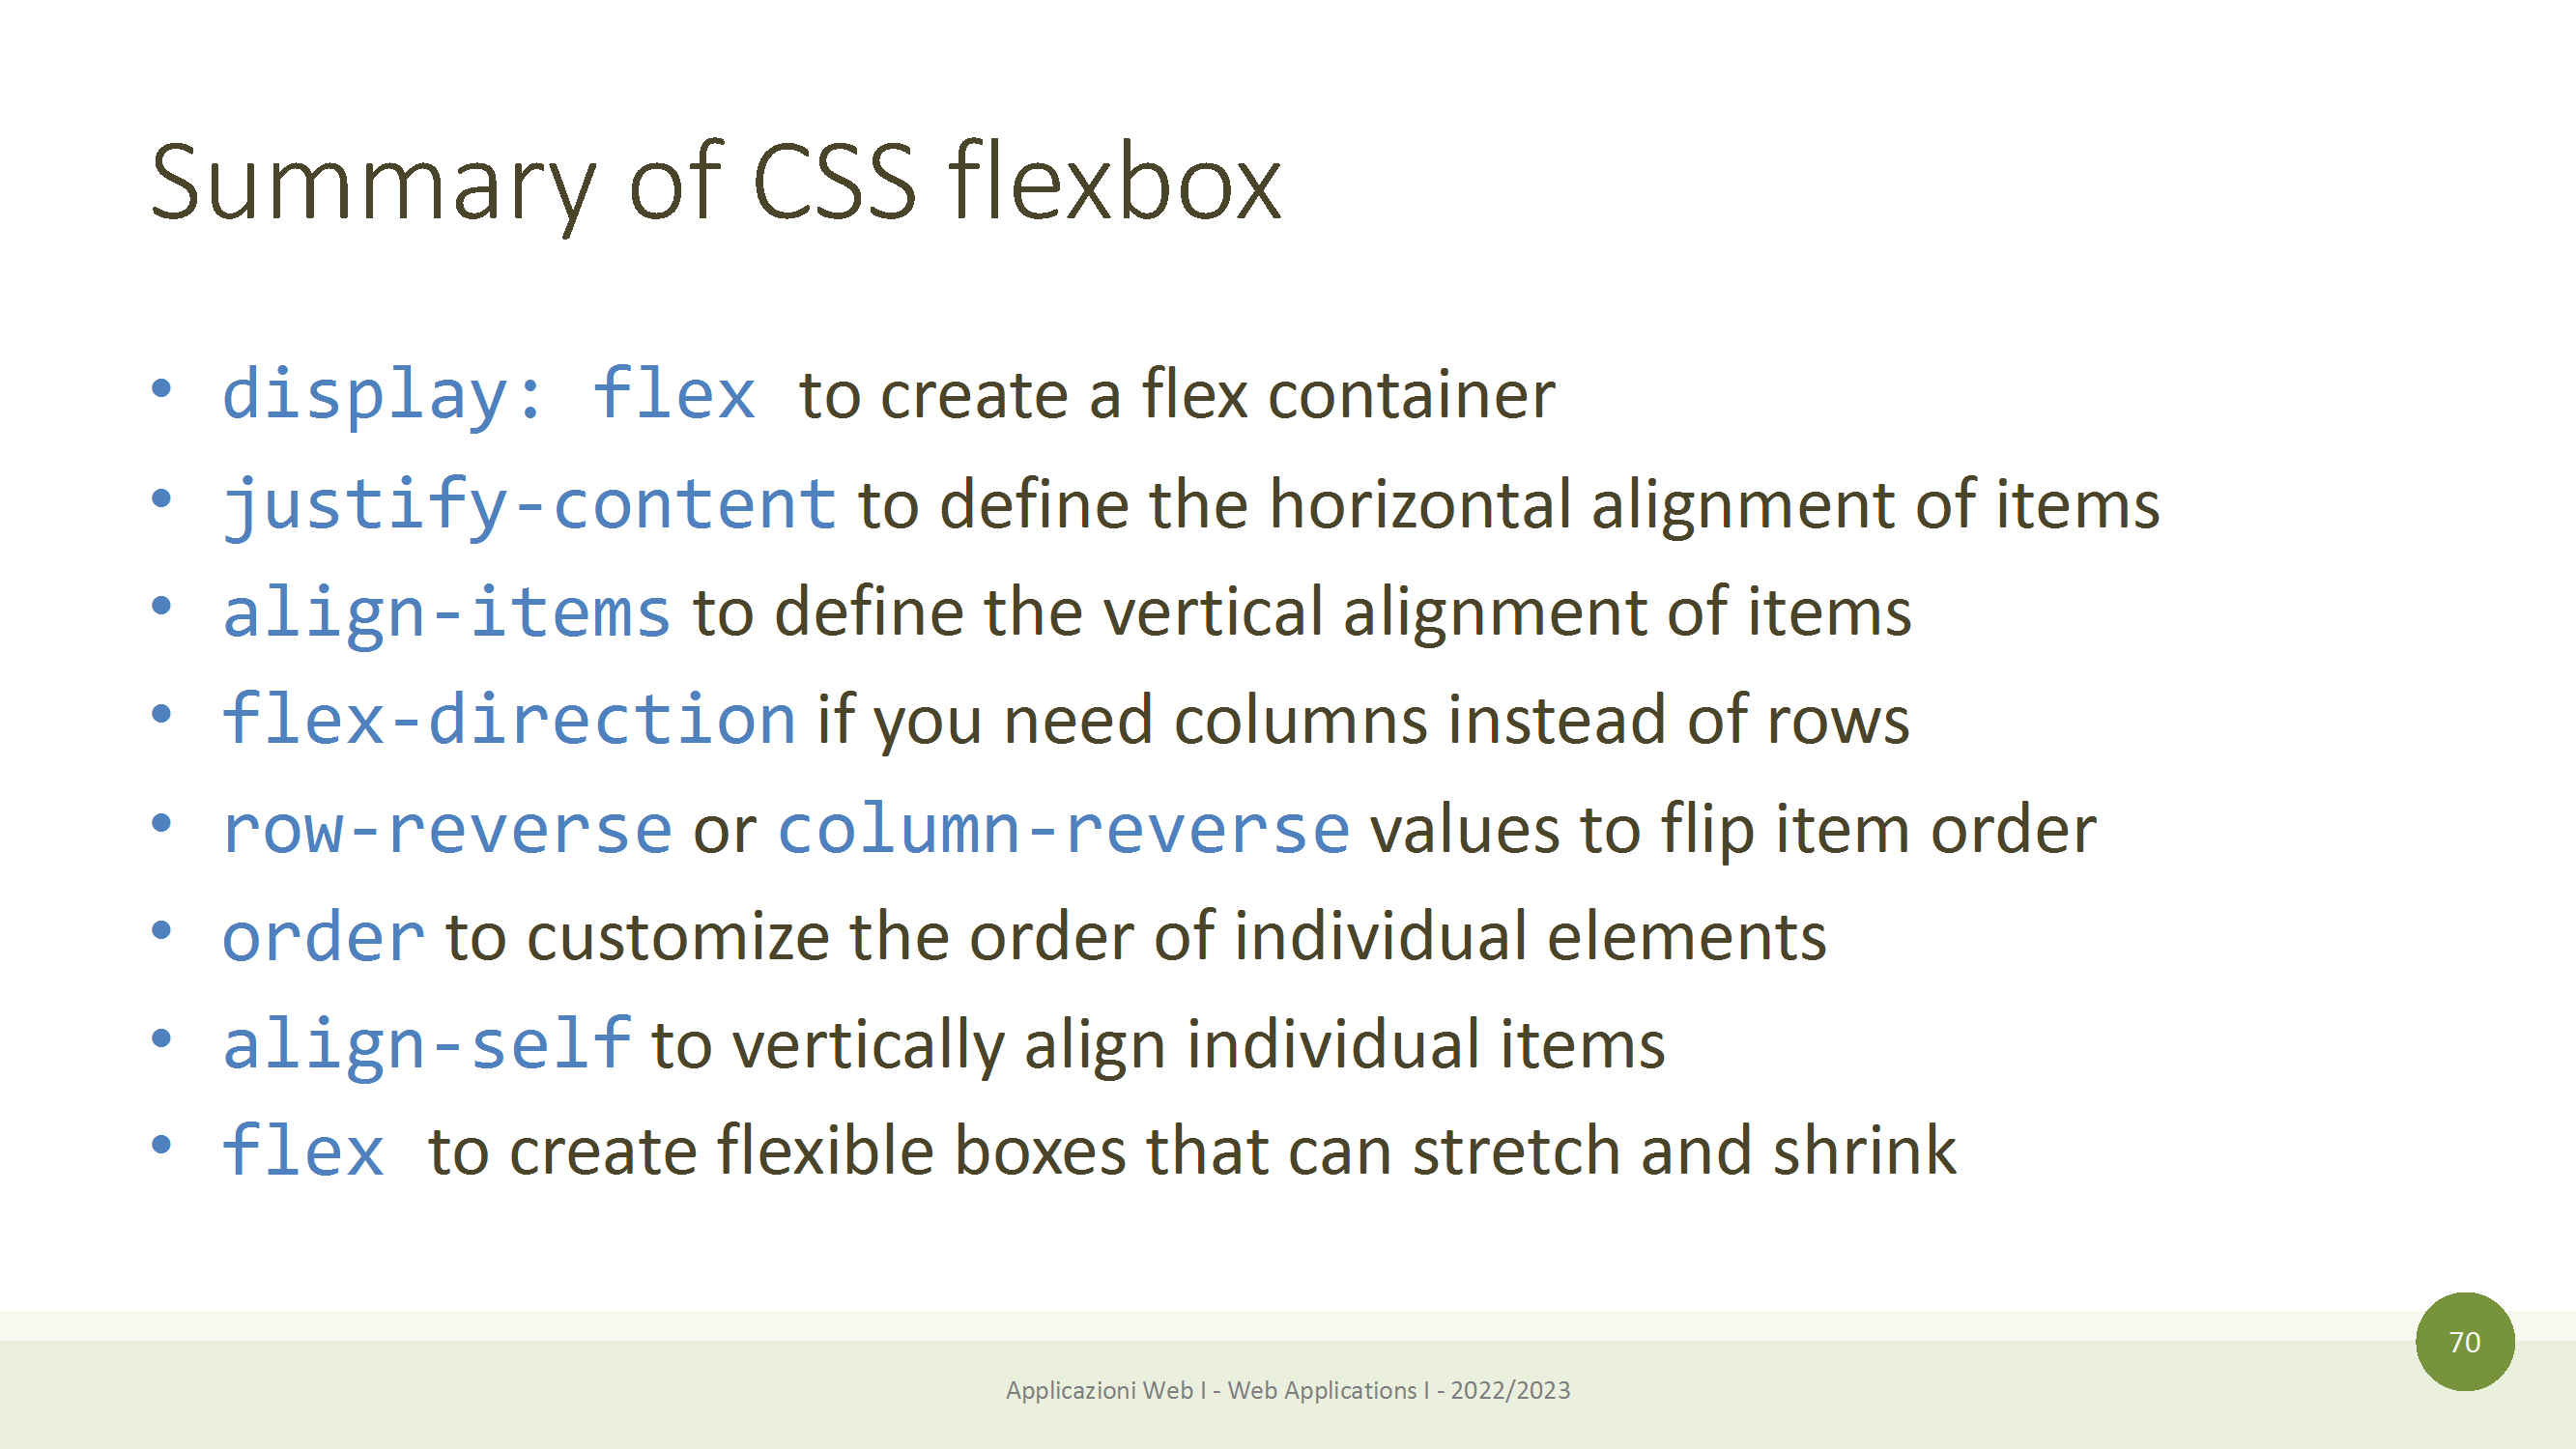 Summary of CSS flexbox
• display: flex to create a flex container
• justify-content to define the horizontal alignment of items
• align-items to define the vertical alignment of items
• flex-direction if you need columns instead of rows
• row-reverse or column-reverse values to flip item order
• order to customize the order of individual elements
• align-self to vertically align individual items
• flex to create flexible boxes that can stretch and shrink
70
Applicazioni Web I - Web Applications I - 2022/2023